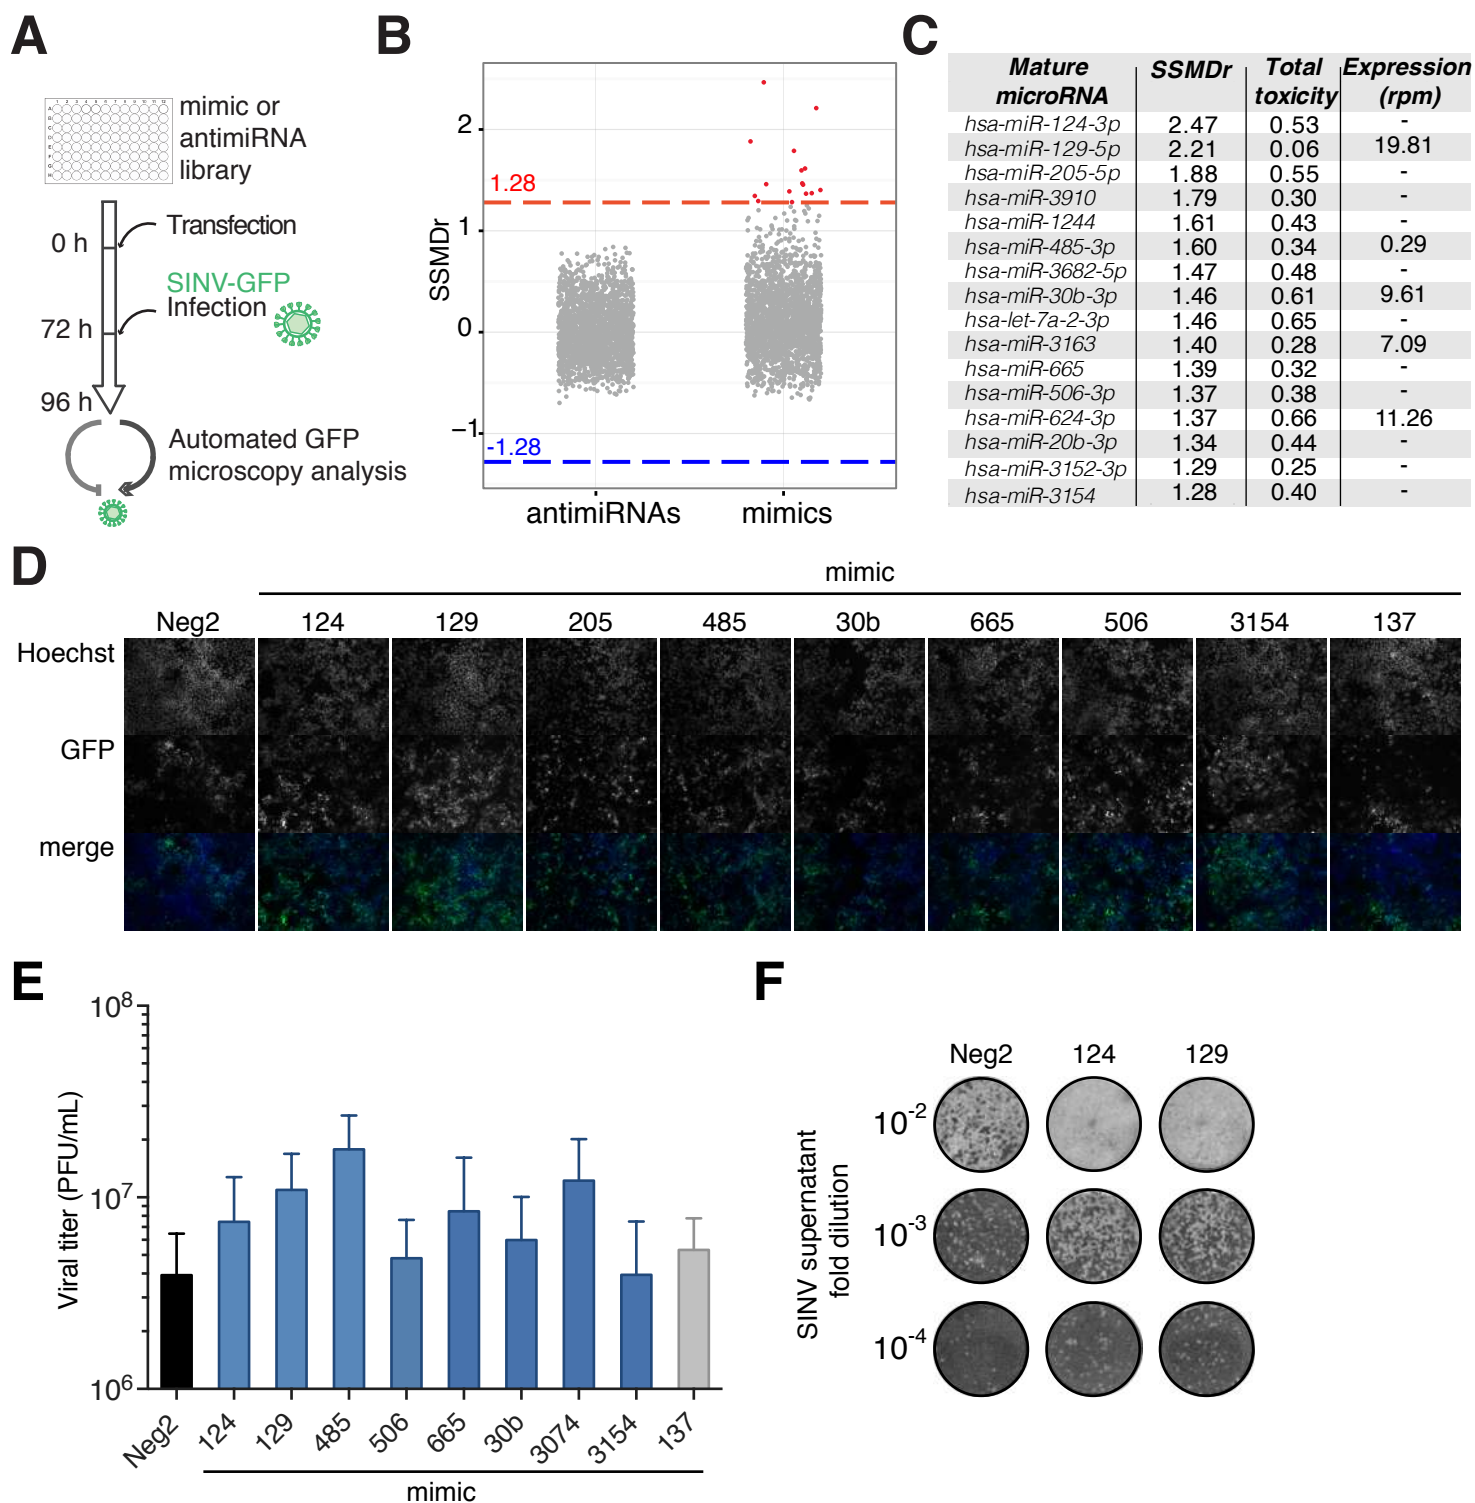 A
mimic or
antimiRNA
library
0 h
Transfection
SINV-GFP
Infection
72 h
96 h
Automated GFP
microscopy analysis
B
SSMDr
2
1.28
1
0
−1
-1.28
antimiRNAs mimics
C
Mature microRNA SSMDr Total toxicity Expression (rpm)
hsa-miR-124-3p 2.47 0.53 -
hsa-miR-129-5p 2.21 0.06 19.81
hsa-miR-205-5p 1.88 0.55 -
hsa-miR-3910 1.79 0.30 -
hsa-miR-1244 1.61 0.43 -
hsa-miR-485-3p 1.60 0.34 0.29
hsa-miR-3682-5p 1.47 0.48 -
hsa-miR-30b-3p 1.46 0.61 9.61
hsa-let-7a-2-3p 1.46 0.65 -
hsa-miR-3163 1.40 0.28 7.09
hsa-miR-665 1.39 0.32 -
hsa-miR-506-3p 1.37 0.38 -
hsa-miR-624-3p 1.37 0.66 11.26
hsa-miR-20b-3p 1.34 0.44 -
hsa-miR-3152-3p 1.29 0.25 -
hsa-miR-3154 1.28 0.40 -
D
mimic
Neg2 124 129 205 485 30b 665 506 3154 137
Hoechst
GFP
merge
E
Viral titer (PFU/mL)
10⁸
10⁷
10⁶
Neg2 124 129 485 506 665 30b 3074 3154 137
mimic
F
Neg2 124 129
SINV supernatant
fold dilution
10⁻²
10⁻³
10⁻⁴